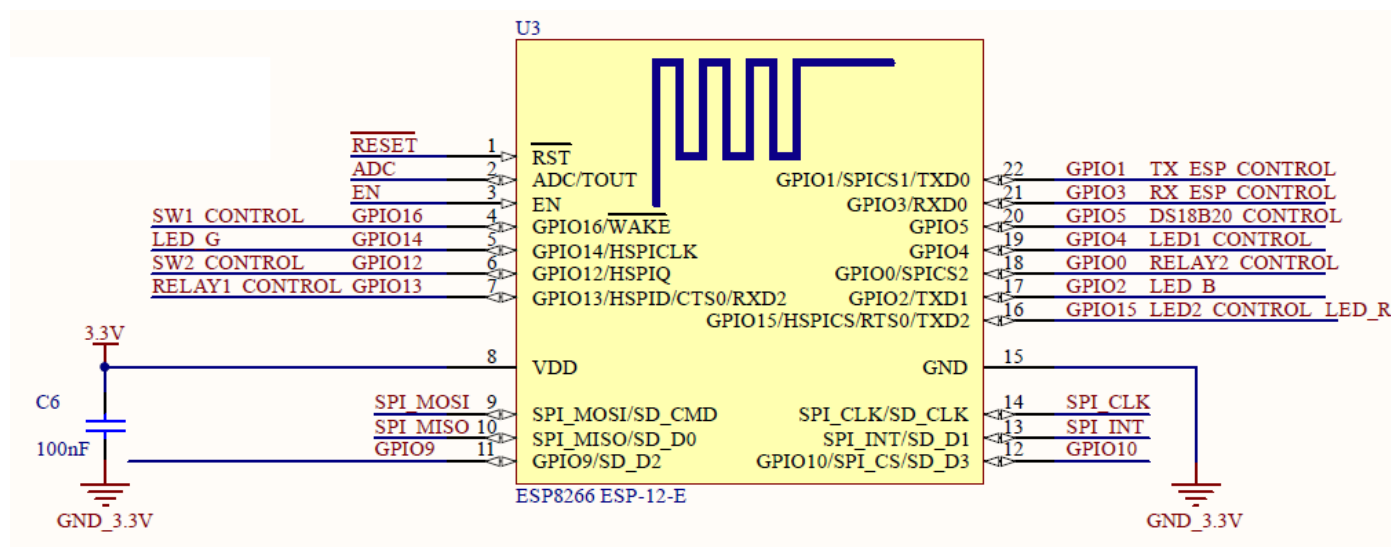 U3
RESET 1 RST
ADC 2 ADC/TOUT
EN 3 EN
SW1_CONTROL GPIO16 4 GPIO16/WAKE
LED_G GPIO14 5 GPIO14/HSPICLK
SW2_CONTROL GPIO12 6 GPIO12/HSPIQ
RELAY1_CONTROL GPIO13 7 GPIO13/HSPID/CTS0/RXD2
GPIO1/SPICS1/TXD0 22 GPIO1 TX_ESP_CONTROL
GPIO3/RXD0 21 GPIO3 RX_ESP_CONTROL
GPIO5 20 GPIO5 DS18B20_CONTROL
GPIO4 19 GPIO4 LED1_CONTROL
GPIO0/SPICS2 18 GPIO0 RELAY2_CONTROL
GPIO2/TXD1 17 GPIO2 LED_B
GPIO15/HSPICS/RTS0/TXD2 16 GPIO15 LED2_CONTROL LED_R
3.3V
8 VDD
GND 15
C6
100nF
GND_3.3V
SPI_MOSI 9 SPI_MOSI/SD_CMD
SPI_MISO 10 SPI_MISO/SD_D0
GPIO9 11 GPIO9/SD_D2
SPI_CLK/SD_CLK 14 SPI_CLK
SPI_INT/SD_D1 13 SPI_INT
GPIO10/SPI_CS/SD_D3 12 GPIO10
ESP8266 ESP-12-E
GND_3.3V